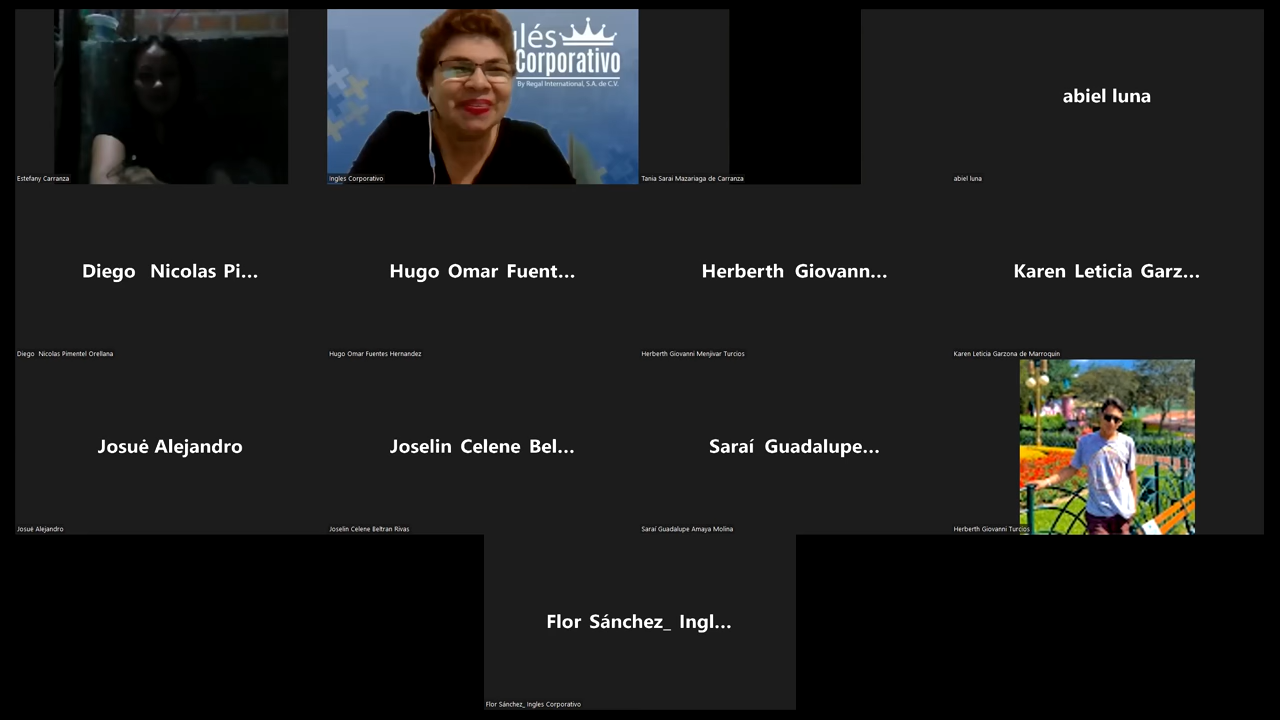 glés
Corporativo
By Regal International, S.A. de C.V.
Estefany Carranza
Ingles Corporativo
Tania Sarai Mazariaga de Carranza
abiel luna
abiel luna
Diego Nicolas Pi...
Hugo Omar Fuent...
Herberth Giovann...
Karen Leticia Garz...
Diego Nicolas Pimentel Orellana
Hugo Omar Fuentes Hernandez
Herberth Giovanni Menjivar Turcios
Karen Leticia Garzona de Marroquin
Josué Alejandro
Joselin Celene Bel...
Saraí Guadalupe...
Josué Alejandro
Joselin Celene Beltran Rivas
Saraí Guadalupe Amaya Molina
Herberth Giovanni Turcios
Flor Sánchez_ Ingl...
Flor Sánchez_ Ingles Corporativo